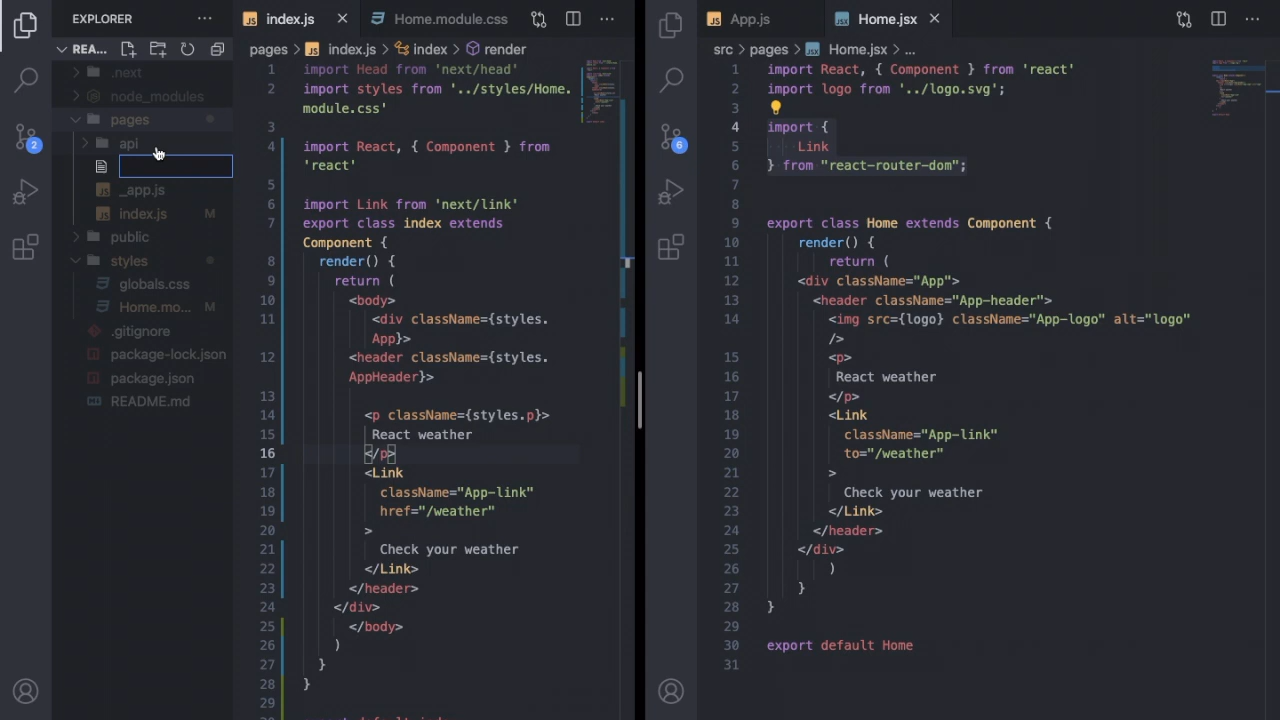 EXPLORER
REA...
.next
node_modules
pages
api
_app.js
index.js M
public
styles
globals.css
Home.mo... M
.gitignore
package-lock.json
package.json
README.md
2
JS index.js
Home.module.css
pages > JS index.js > index > render
1 import Head from 'next/head'
2 import styles from '../styles/Home.
module.css'
3
4 import React, { Component } from
'react'
5
6 import Link from 'next/link'
7 export class index extends
Component {
8 render() {
9 return (
10 <body>
11 <div className={styles.
App}>
12 <header className={styles.
AppHeader}>
13
14 <p className={styles.p}>
15 React weather
16 </p>
17 <Link
18 className="App-link"
19 href="/weather"
20 >
21 Check your weather
22 </Link>
23 </header>
24 </div>
25 </body>
26 )
27 }
28 }
29
6
JS App.js
JSX Home.jsx
src > pages > JSX Home.jsx > ...
1 import React, { Component } from 'react'
2 import logo from '../logo.svg';
3
4 import {
5 Link
6 } from "react-router-dom";
7
8
9 export class Home extends Component {
10 render() {
11 return (
12 <div className="App">
13 <header className="App-header">
14 <img src={logo} className="App-logo" alt="logo"
/>
15 <p>
16 React weather
17 </p>
18 <Link
19 className="App-link"
20 to="/weather"
21 >
22 Check your weather
23 </Link>
24 </header>
25 </div>
26 )
27 }
28 }
29
30 export default Home
31